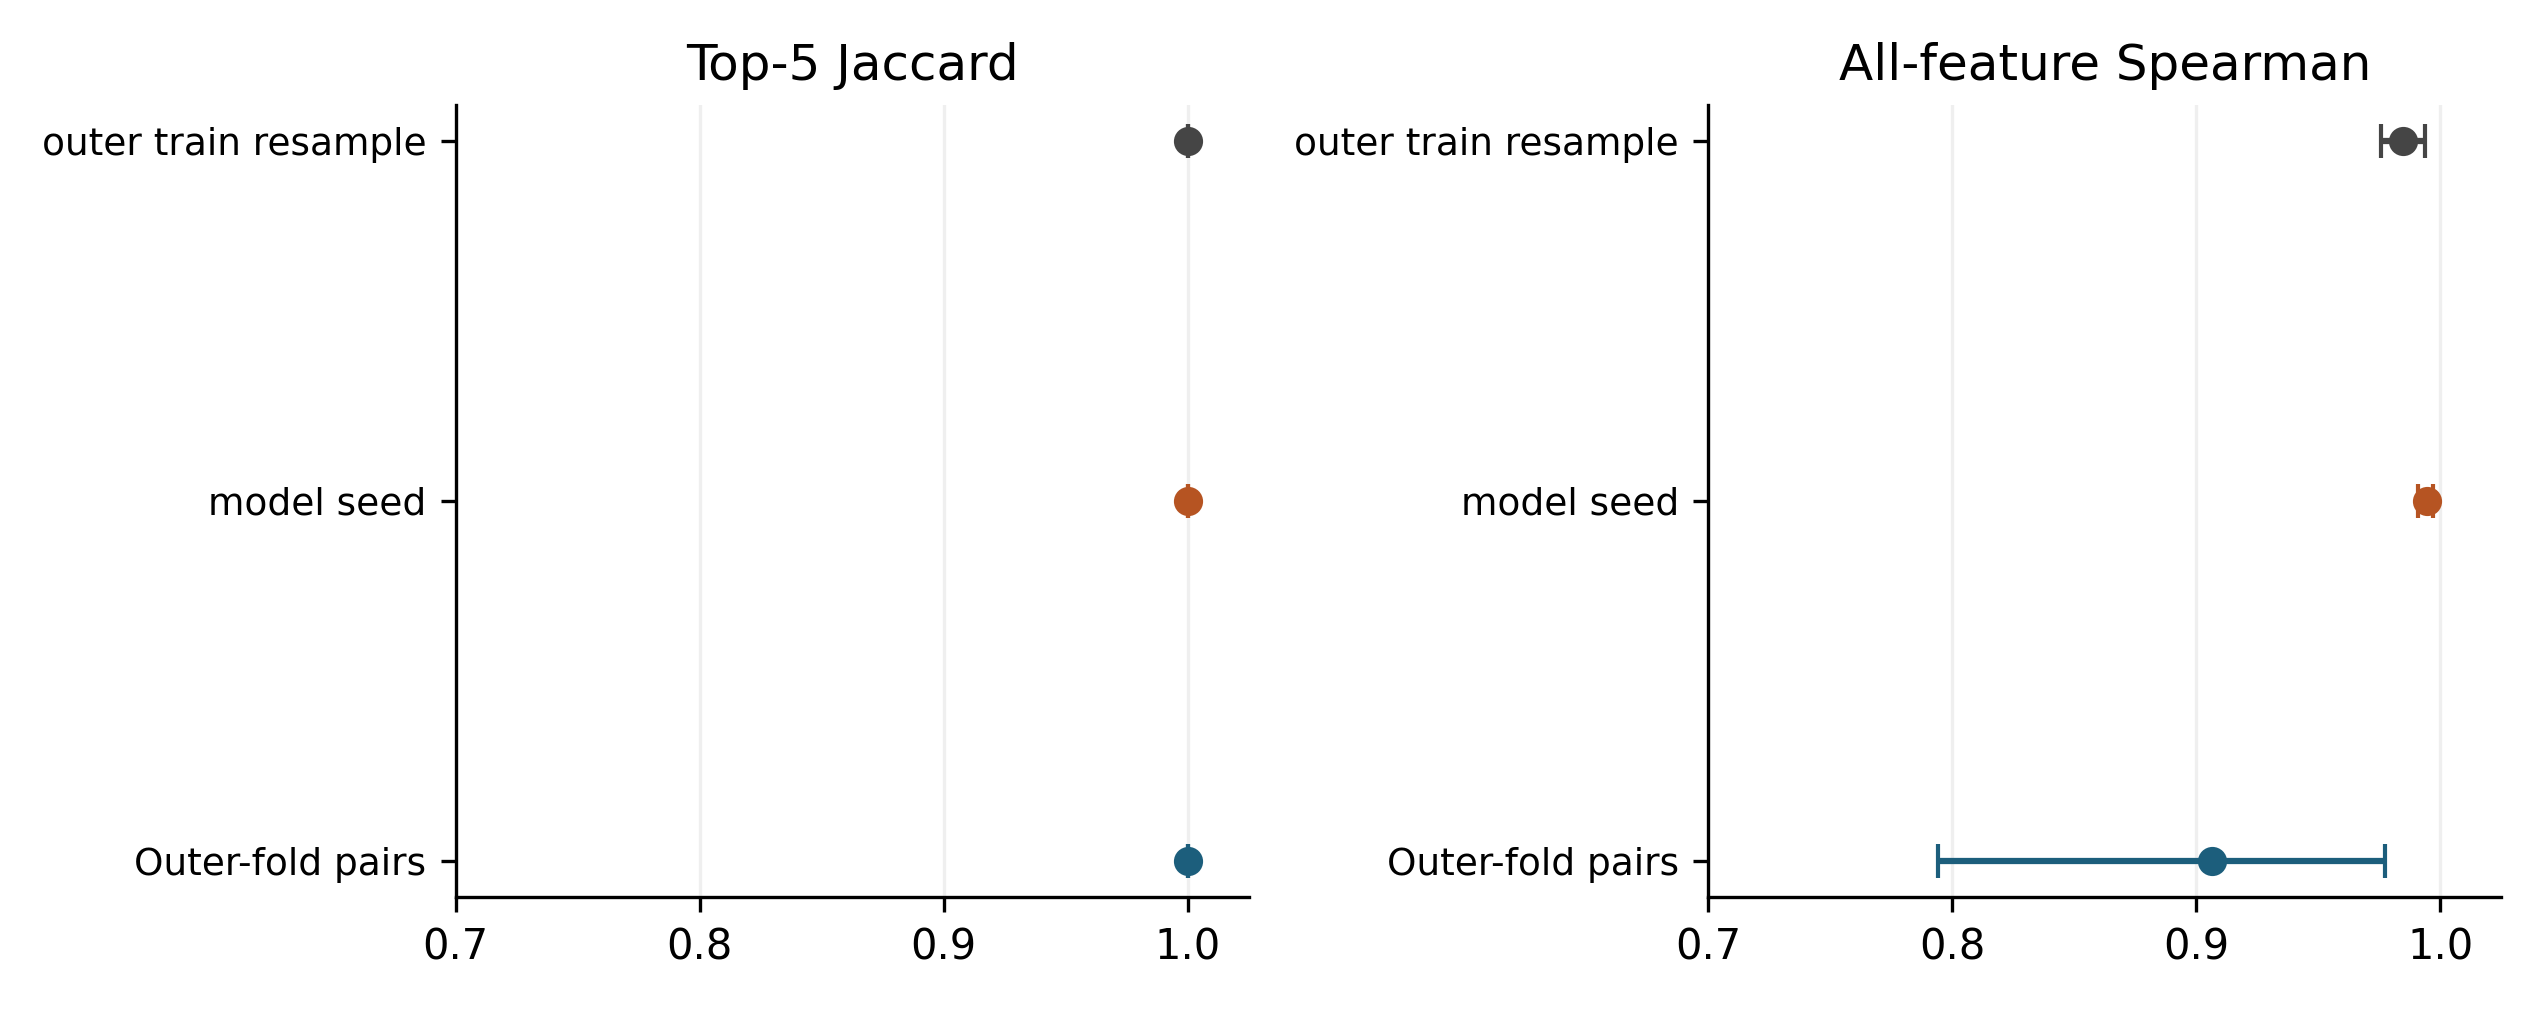 Top-5 Jaccard
outer train resample
model seed
Outer-fold pairs
0.7 0.8 0.9 1.0
All-feature Spearman
outer train resample
model seed
Outer-fold pairs
0.7 0.8 0.9 1.0